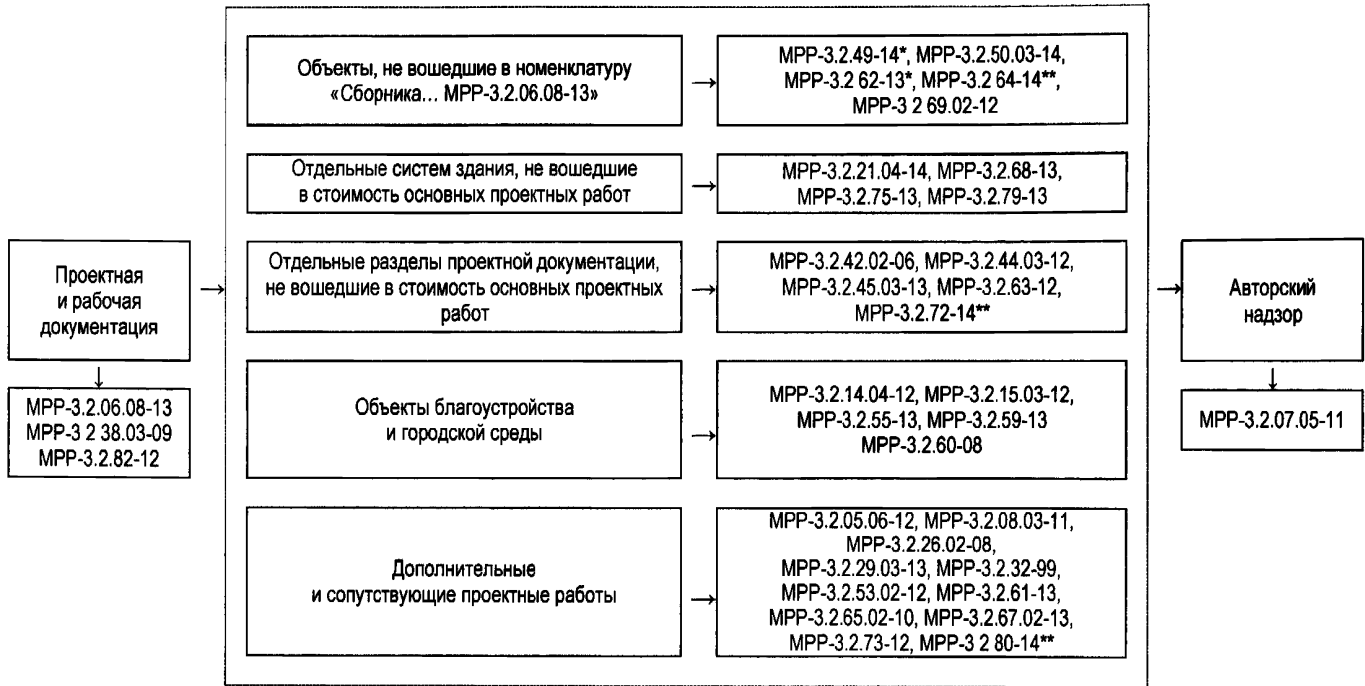 Проектная
и рабочая
документация
МРР-3.2.06.08-13
МРР-3 2 38.03-09
МРР-3.2.82-12
Объекты, не вошедшие в номенклатуру
«Сборника... МРР-3.2.06.08-13»
МРР-3.2.49-14*, МРР-3.2.50.03-14,
МРР-3.2 62-13*, МРР-3.2 64-14**,
МРР-3 2 69.02-12
Отдельные систем здания, не вошедшие
в стоимость основных проектных работ
МРР-3.2.21.04-14, МРР-3.2.68-13,
МРР-3.2.75-13, МРР-3.2.79-13
Отдельные разделы проектной документации,
не вошедшие в стоимость основных проектных
работ
МРР-3.2.42.02-06, МРР-3.2.44.03-12,
МРР-3.2.45.03-13, МРР-3.2.63-12,
МРР-3.2.72-14**
Объекты благоустройства
и городской среды
МРР-3.2.14.04-12, МРР-3.2.15.03-12,
МРР-3.2.55-13, МРР-3.2.59-13
МРР-3.2.60-08
Дополнительные
и сопутствующие проектные работы
МРР-3.2.05.06-12, МРР-3.2.08.03-11,
МРР-3.2.26.02-08,
МРР-3.2.29.03-13, МРР-3.2.32-99,
МРР-3.2.53.02-12, МРР-3.2.61-13,
МРР-3.2.65.02-10, МРР-3.2.67.02-13,
МРР-3.2.73-12, МРР-3 2 80-14**
Авторский
надзор
МРР-3.2.07.05-11